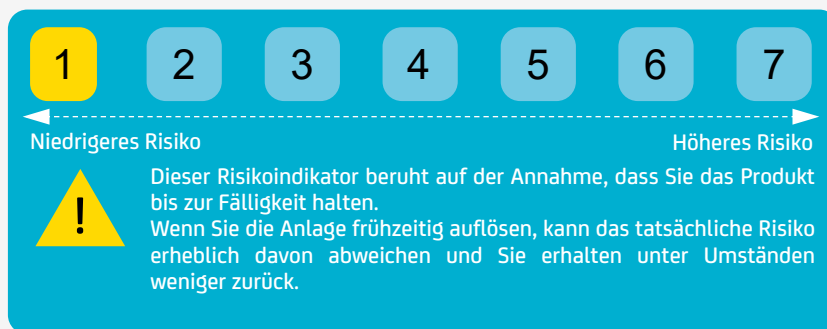 1 2 3 4 5 6 7
Niedrigeres Risiko Höheres Risiko
Dieser Risikoindikator beruht auf der Annahme, dass Sie das Produkt
bis zur Fälligkeit halten.
!
Wenn Sie die Anlage frühzeitig auflösen, kann das tatsächliche Risiko
erheblich davon abweichen und Sie erhalten unter Umständen
weniger zurück.